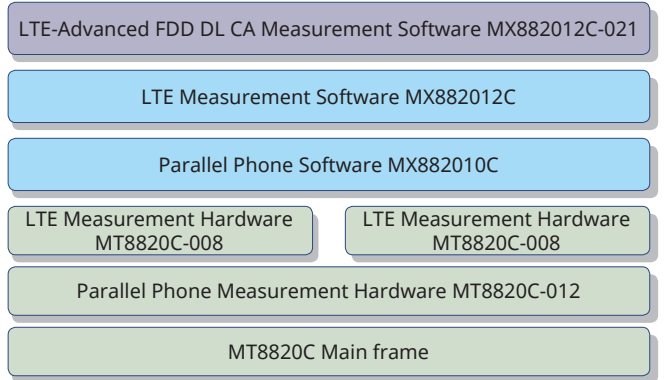 LTE-Advanced FDD DL CA Measurement Software MX882012C-021
LTE Measurement Software MX882012C
Parallel Phone Software MX882010C
LTE Measurement Hardware
MT8820C-008
LTE Measurement Hardware
MT8820C-008
Parallel Phone Measurement Hardware MT8820C-012
MT8820C Main frame